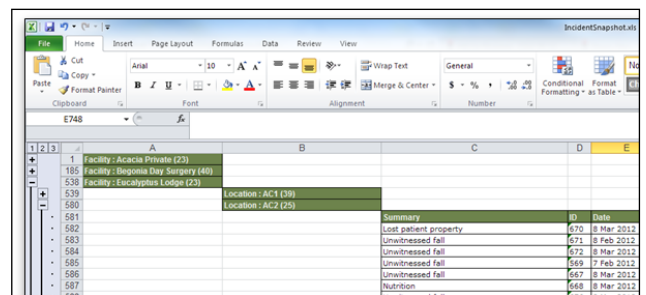 IncidentSnapshot.xls
File Home Insert Page Layout Formulas Data Review View
Paste
Cut
Copy
Format Painter
Clipboard
Arial 10 A A
B I U A
Font
Wrap Text
Merge & Center
Alignment
General
$ % , .0 .00 .00 .0
Number
Conditional Formatting
Format as Table
No
E748 fx
1 2 3 A B C D E
1 Facility : Acacia Private (23)
185 Facility : Begonia Day Surgery (40)
538 Facility : Eucalyptus Lodge (23)
539 Location : AC1 (39)
580 Location : AC2 (25)
581 Summary ID Date
582 Lost patient property 670 8 Mar 2012
583 Unwitnessed fall 671 8 Feb 2012
584 Unwitnessed fall 672 8 Mar 2012
585 Unwitnessed fall 569 7 Feb 2012
586 Unwitnessed fall 667 8 Mar 2012
587 Nutrition 668 8 Mar 2012